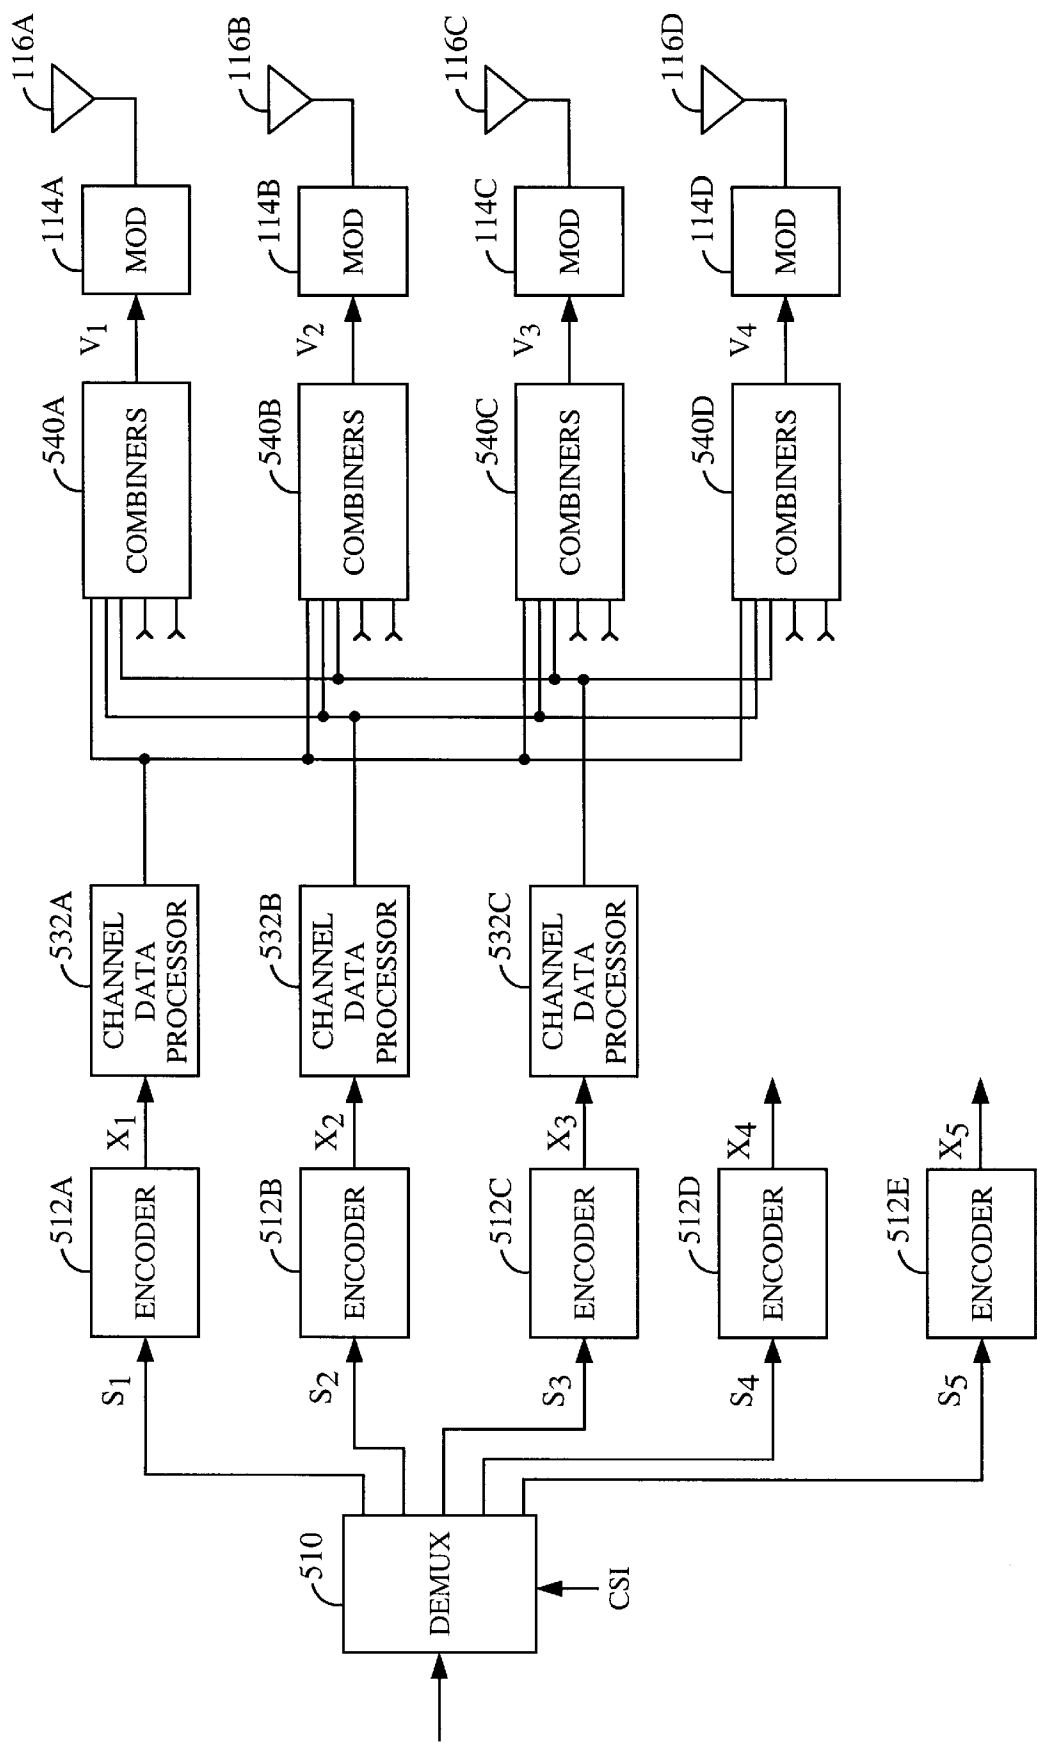 510
DEMUX
CSI
S1
512A
ENCODER
X1
532A
CHANNEL
DATA
PROCESSOR
540A
COMBINERS
V1
114A
MOD
116A
S2
512B
ENCODER
X2
532B
CHANNEL
DATA
PROCESSOR
540B
COMBINERS
V2
114B
MOD
116B
S3
512C
ENCODER
X3
532C
CHANNEL
DATA
PROCESSOR
540C
COMBINERS
V3
114C
MOD
116C
S4
512D
ENCODER
X4
540D
COMBINERS
V4
114D
MOD
116D
S5
512E
ENCODER
X5